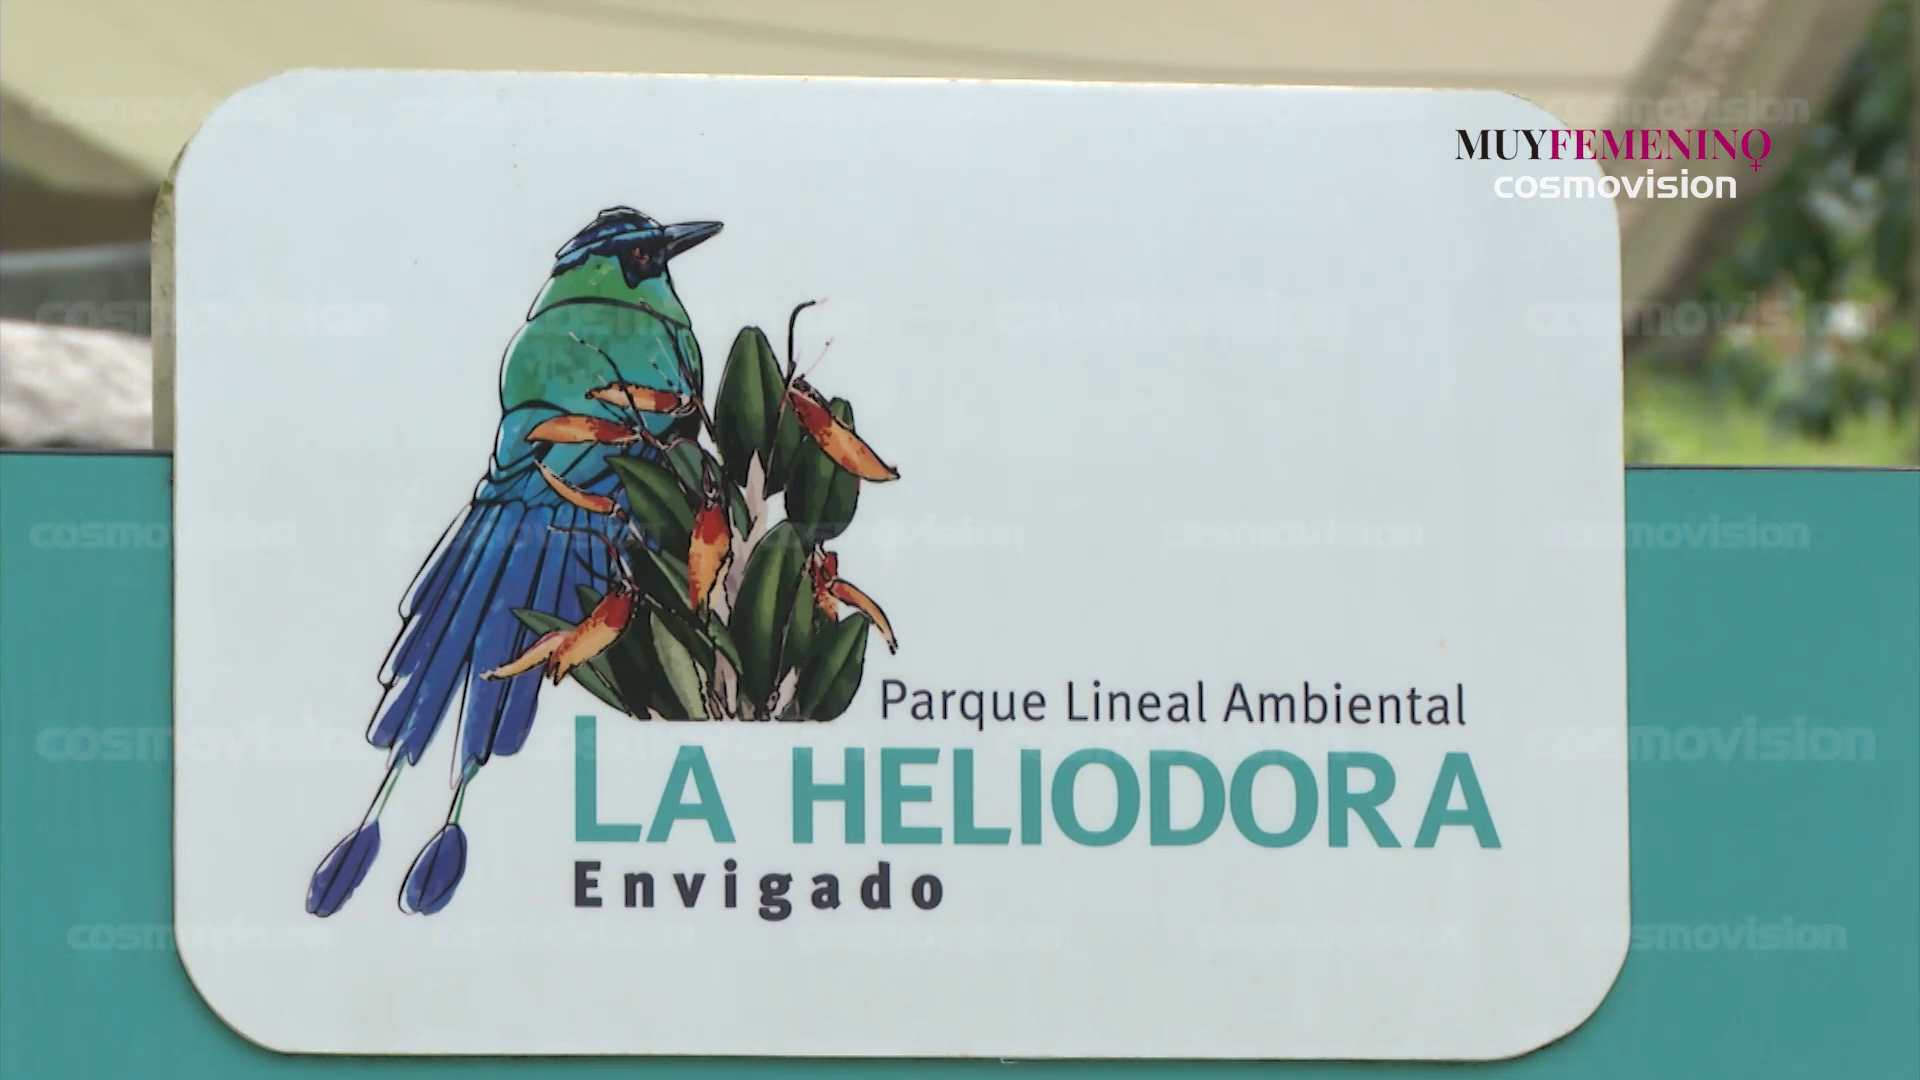 MUYFEMENINO
cosmovision
Parque Lineal Ambiental
LA HELIODORA
Envigado